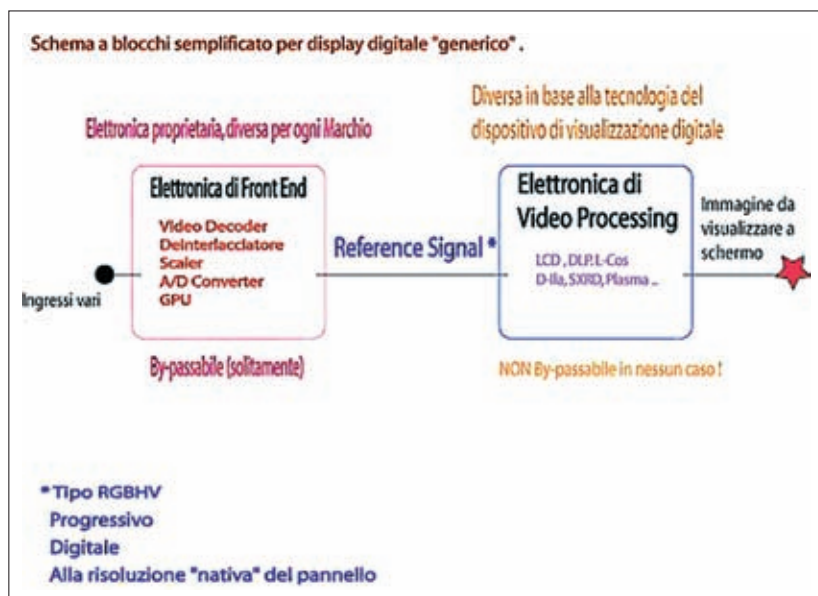 Schema a blocchi semplificato per display digitale "generico" .
Elettronica proprietaria, diversa per ogni Marchio
Diversa in base alla tecnologia del
dispositivo di visualizzazione digitale
Ingressi vari
Elettronica di Front End
Video Decoder
DeInterlacciatore
Scaler
A/D Converter
GPU
By-passabile (solitamente)
Reference Signal *
Elettronica di
Video Processing
LCD , DLP, L-Cos
D-Ila, SXRD, Plasma ...
NON By-passabile in nessun caso !
Immagine da
visualizzare a
schermo
* Tipo RGBHV
Progressivo
Digitale
Alla risoluzione "nativa" del pannello